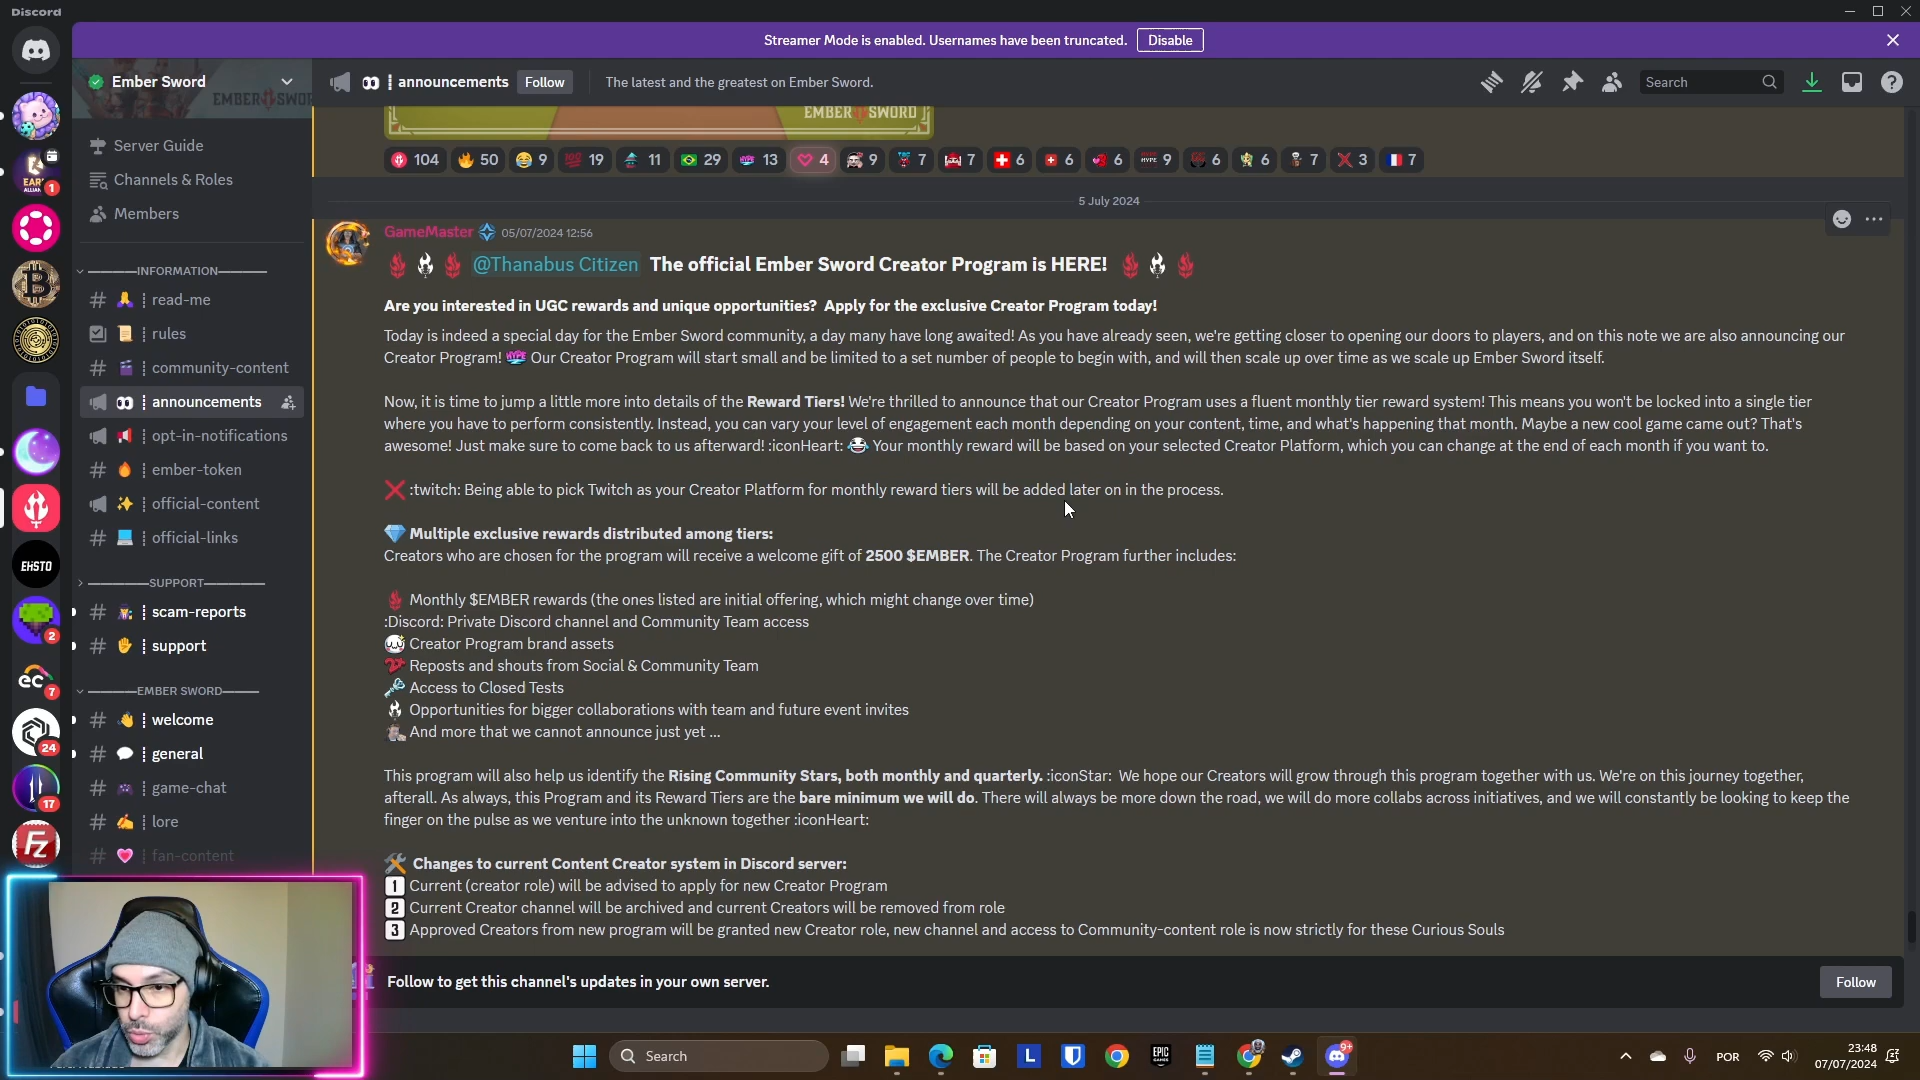 Discord
Streamer Mode is enabled. Usernames have been truncated. Disable
Ember Sword
announcements Follow The latest and the greatest on Ember Sword. Search
EMBER SWORD
104 50 9 19 11 29 13 4 9 7 7 6 6 6 9 6 6 7 3 7
Server Guide
Channels & Roles
Members
INFORMATION
read-me
rules
community-content
announcements
opt-in-notifications
ember-token
official-content
official-links
SUPPORT
scam-reports
support
EMBER SWORD
welcome
general
game-chat
lore
fan-content
1
EHSTO
2
ec
7
24
17
FZ
5 July 2024
GameMaster 05/07/2024 12:56
@Thanabus Citizen The official Ember Sword Creator Program is HERE!
Are you interested in UGC rewards and unique opportunities? Apply for the exclusive Creator Program today!
Today is indeed a special day for the Ember Sword community, a day many have long awaited! As you have already seen, we're getting closer to opening our doors to players, and on this note we are also announcing our
Creator Program! HYPE Our Creator Program will start small and be limited to a set number of people to begin with, and will then scale up over time as we scale up Ember Sword itself.
Now, it is time to jump a little more into details of the Reward Tiers! We're thrilled to announce that our Creator Program uses a fluent monthly tier reward system! This means you won't be locked into a single tier
where you have to perform consistently. Instead, you can vary your level of engagement each month depending on your content, time, and what's happening that month. Maybe a new cool game came out? That's
awesome! Just make sure to come back to us afterward! :iconHeart: Your monthly reward will be based on your selected Creator Platform, which you can change at the end of each month if you want to.
:twitch: Being able to pick Twitch as your Creator Platform for monthly reward tiers will be added later on in the process.
Multiple exclusive rewards distributed among tiers:
Creators who are chosen for the program will receive a welcome gift of 2500 $EMBER. The Creator Program further includes:
Monthly $EMBER rewards (the ones listed are initial offering, which might change over time)
:Discord: Private Discord channel and Community Team access
Creator Program brand assets
Reposts and shouts from Social & Community Team
Access to Closed Tests
Opportunities for bigger collaborations with team and future event invites
And more that we cannot announce just yet ...
This program will also help us identify the Rising Community Stars, both monthly and quarterly. :iconStar: We hope our Creators will grow through this program together with us. We're on this journey together,
afterall. As always, this Program and its Reward Tiers are the bare minimum we will do. There will always be more down the road, we will do more collabs across initiatives, and we will constantly be looking to keep the
finger on the pulse as we venture into the unknown together :iconHeart:
Changes to current Content Creator system in Discord server:
1 Current (creator role) will be advised to apply for new Creator Program
2 Current Creator channel will be archived and current Creators will be removed from role
3 Approved Creators from new program will be granted new Creator role, new channel and access to Community-content role is now strictly for these Curious Souls
Follow to get this channel's updates in your own server. Follow
Search
L
EPIC GAMES
9+
POR
23:48
07/07/2024